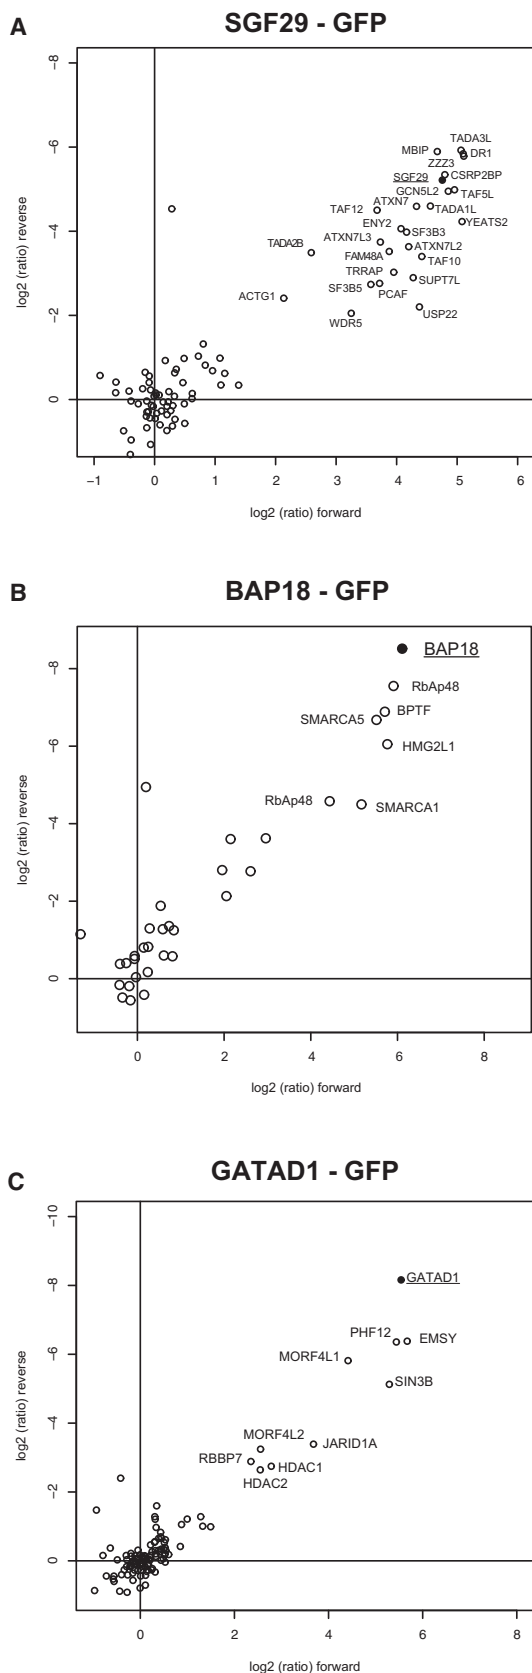 A
SGF29 - GFP
log2 (ratio) reverse
−8
−6
−4
−2
0
TADA3L
MBIP
DR1
ZZZ3
SGF29
CSRP2BP
GCN5L2
TAF5L
ATXN7
TAF12
TADA1L
YEATS2
ENY2
SF3B3
ATXN7L3
ATXN7L2
TADA2B
FAM48A
TAF10
TRRAP
SUPT7L
SF3B5
PCAF
ACTG1
USP22
WDR5
−1 0 1 2 3 4 5 6
log2 (ratio) forward
B
BAP18 - GFP
log2 (ratio) reverse
−8
−6
−4
−2
0
BAP18
RbAp48
BPTF
SMARCA5
HMG2L1
RbAp48
SMARCA1
0 2 4 6 8
log2 (ratio) forward
C
GATAD1 - GFP
log2 (ratio) reverse
−10
−8
−6
−4
−2
0
GATAD1
PHF12
EMSY
MORF4L1
SIN3B
MORF4L2
JARID1A
RBBP7
HDAC1
HDAC2
0 2 4 6 8
log2 (ratio) forward